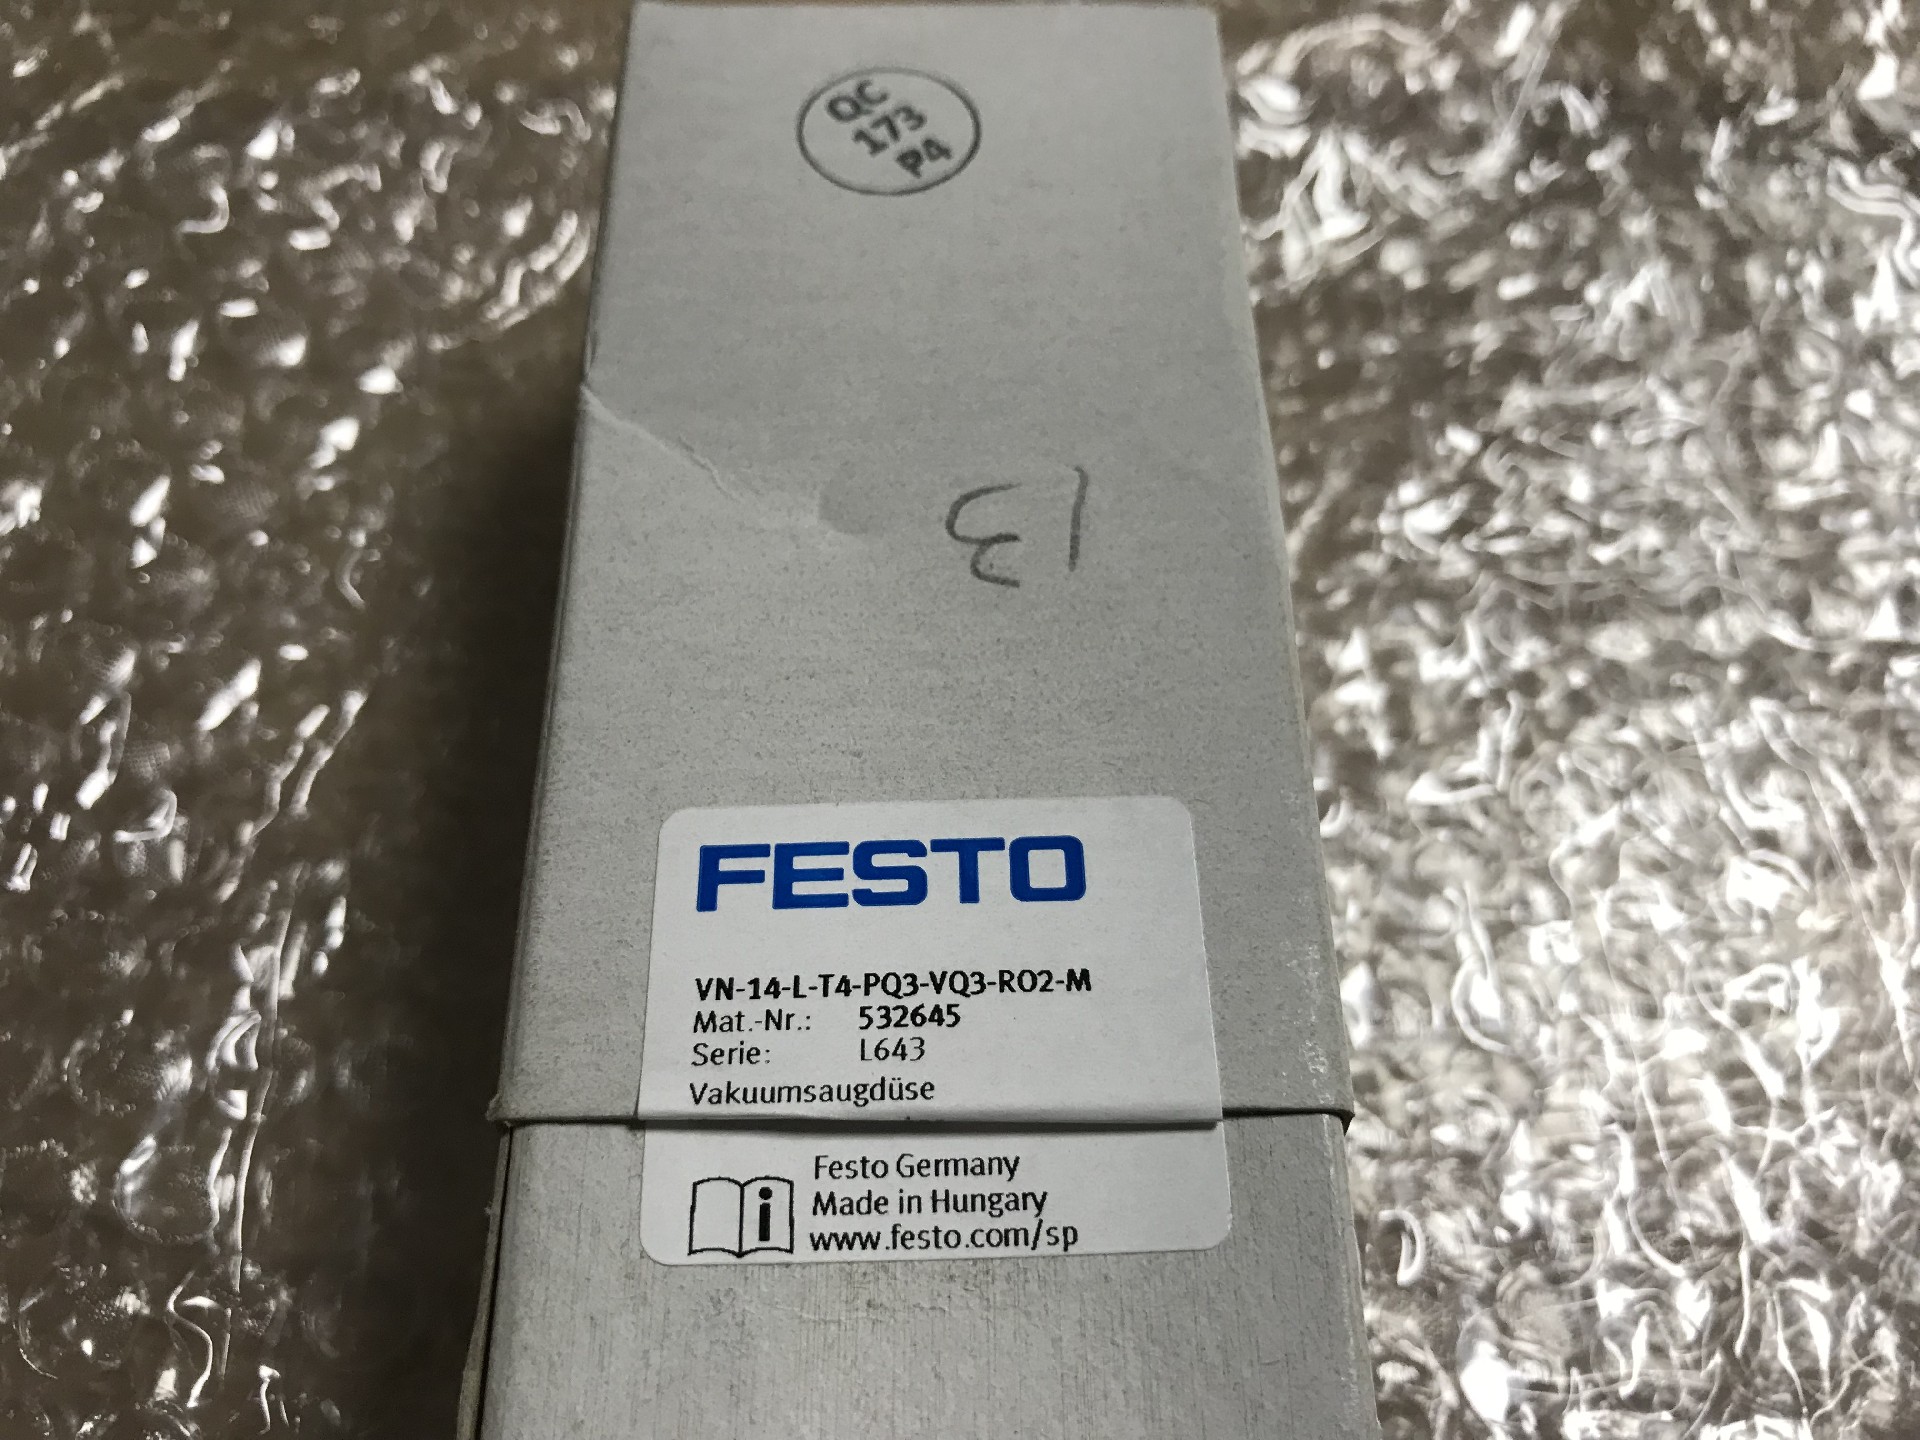 QC
173
P4
13
FESTO
VN-14-L-T4-PQ3-VQ3-RO2-M
Mat.-Nr.: 532645
Serie: L643
Vakuumsaugdüse
Festo Germany
Made in Hungary
www.festo.com/sp